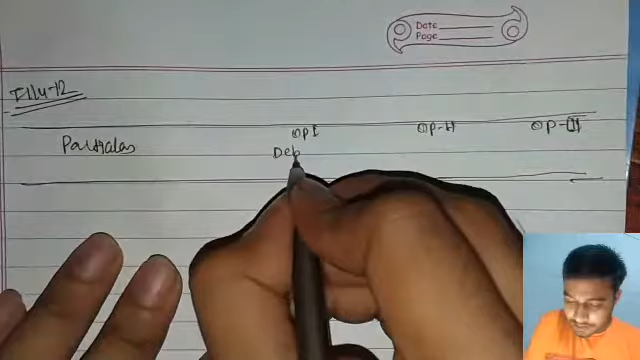 Date
Page
Illu-12
Particulars OP I OP-II OP-III
Deb